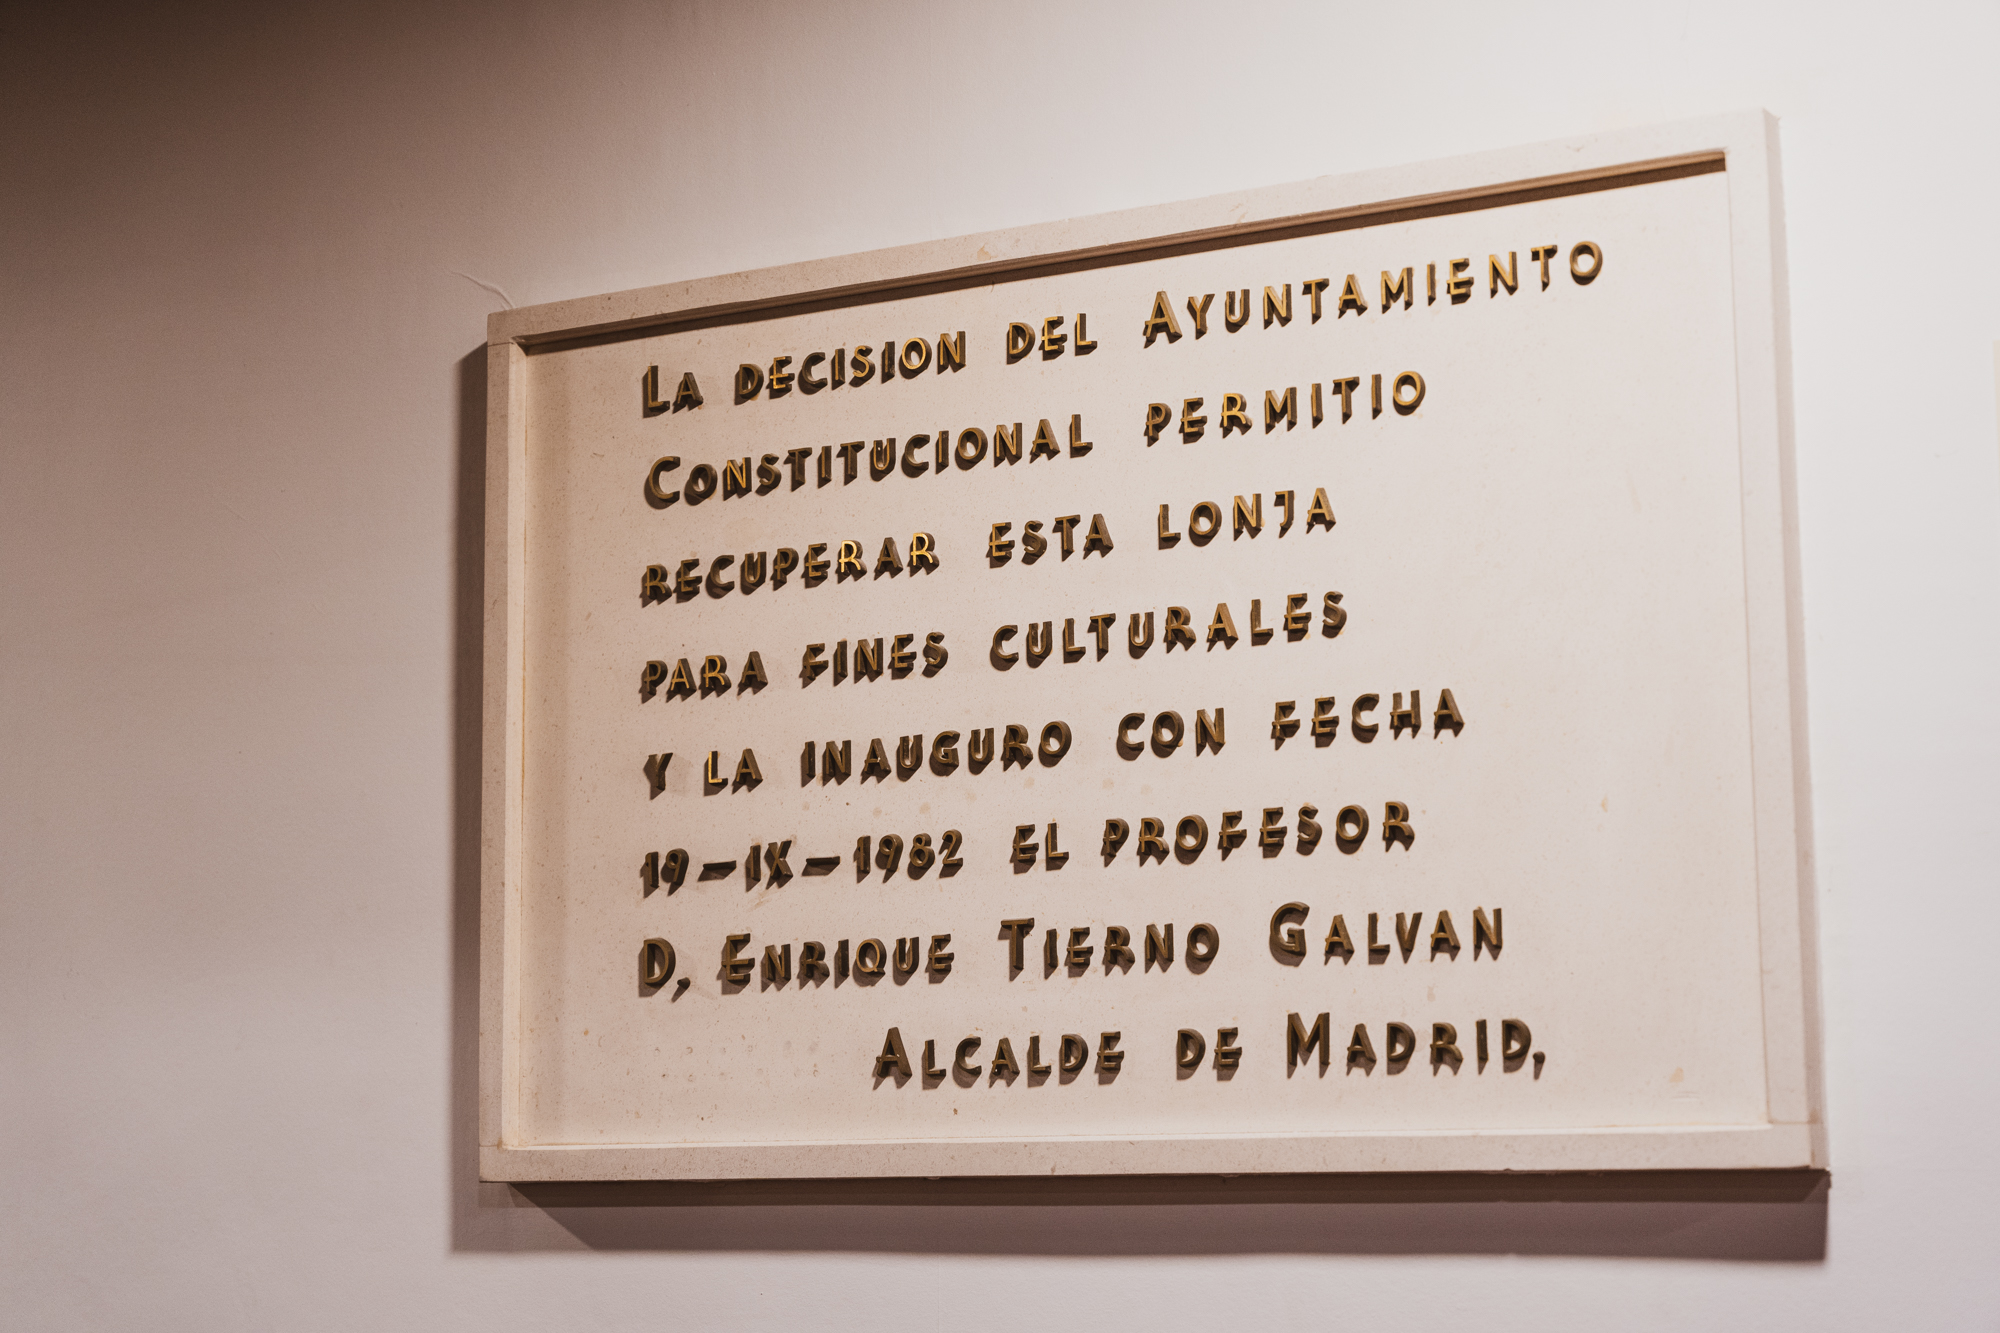 LA DECISION DEL AYUNTAMIENTO
CONSTITUCIONAL PERMITIO
RECUPERAR ESTA LONJA
PARA FINES CULTURALES
Y LA INAUGURO CON FECHA
19-IX-1982 EL PROFESOR
D, ENRIQUE TIERNO GALVAN
ALCALDE DE MADRID,